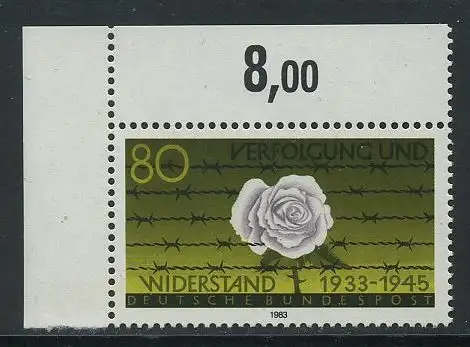 8,00
80 VERFOLGUNG UND
WIDERSTAND 1933-1945
DEUTSCHE BUNDESPOST
1983